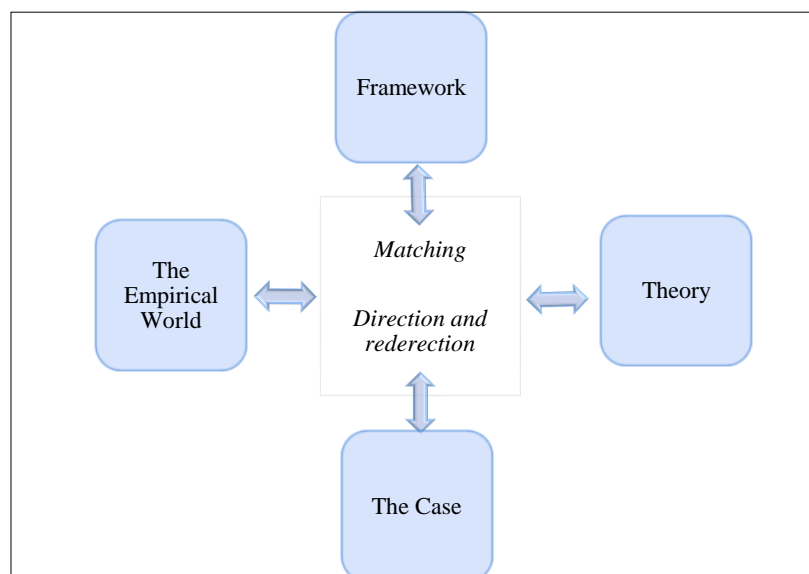 Framework
The
Empirical
World
Matching
Direction and
rederection
Theory
The Case